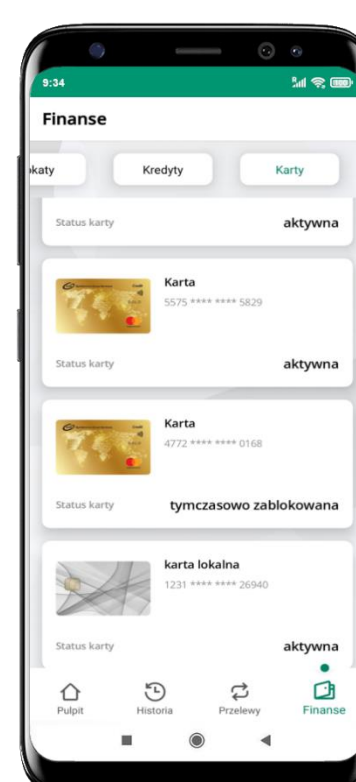 9:34
Finanse
katy
Kredyty
Karty
Status karty
aktywna
Karta
5575 **** **** 5829
Status karty
aktywna
Karta
4772 **** **** 0168
Status karty
tymczasowo zablokowana
karta lokalna
1231 **** **** 26940
Status karty
aktywna
Pulpit
Historia
Przelewy
Finanse